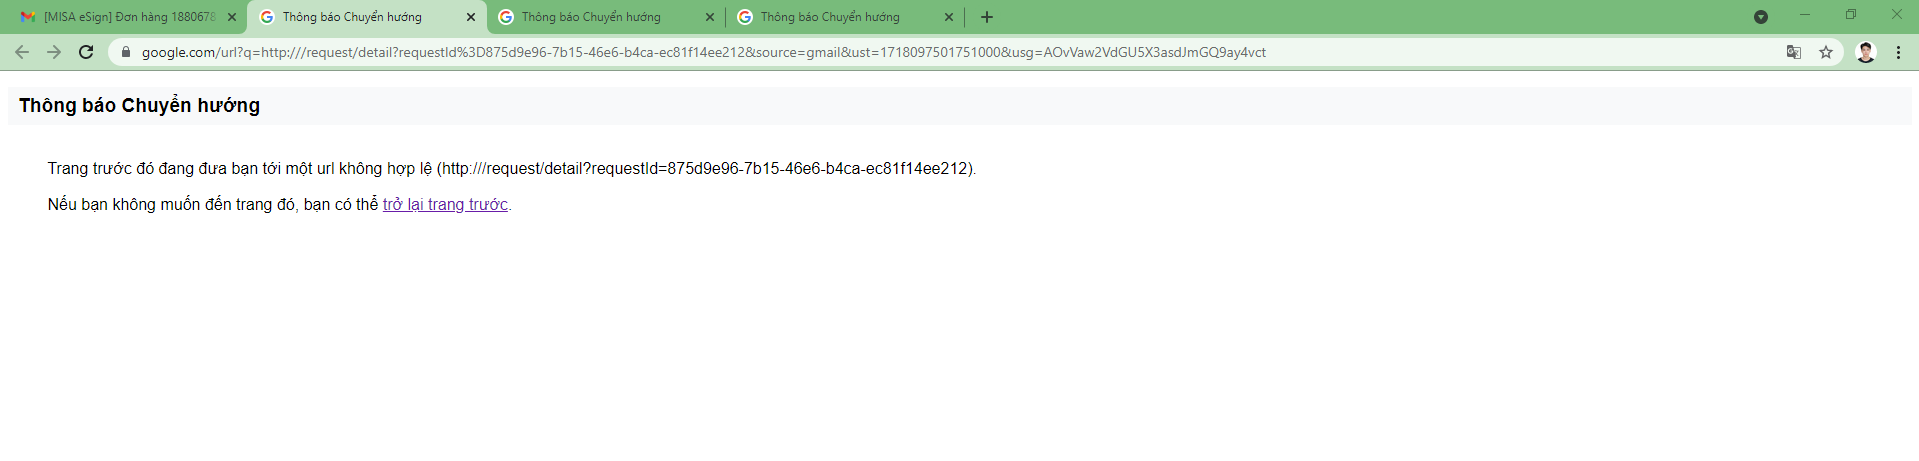 [MISA eSign] Đơn hàng 1880678
Thông báo Chuyển hướng
Thông báo Chuyển hướng
Thông báo Chuyển hướng
google.com/url?q=http:///request/detail?requestId%3D875d9e96-7b15-46e6-b4ca-ec81f14ee212&source=gmail&ust=1718097501751000&usg=AOvVaw2VdGU5X3asdJmGQ9ay4vct
Thông báo Chuyển hướng
Trang trước đó đang đưa bạn tới một url không hợp lệ (http:///request/detail?requestId=875d9e96-7b15-46e6-b4ca-ec81f14ee212).
Nếu bạn không muốn đến trang đó, bạn có thể trở lại trang trước.